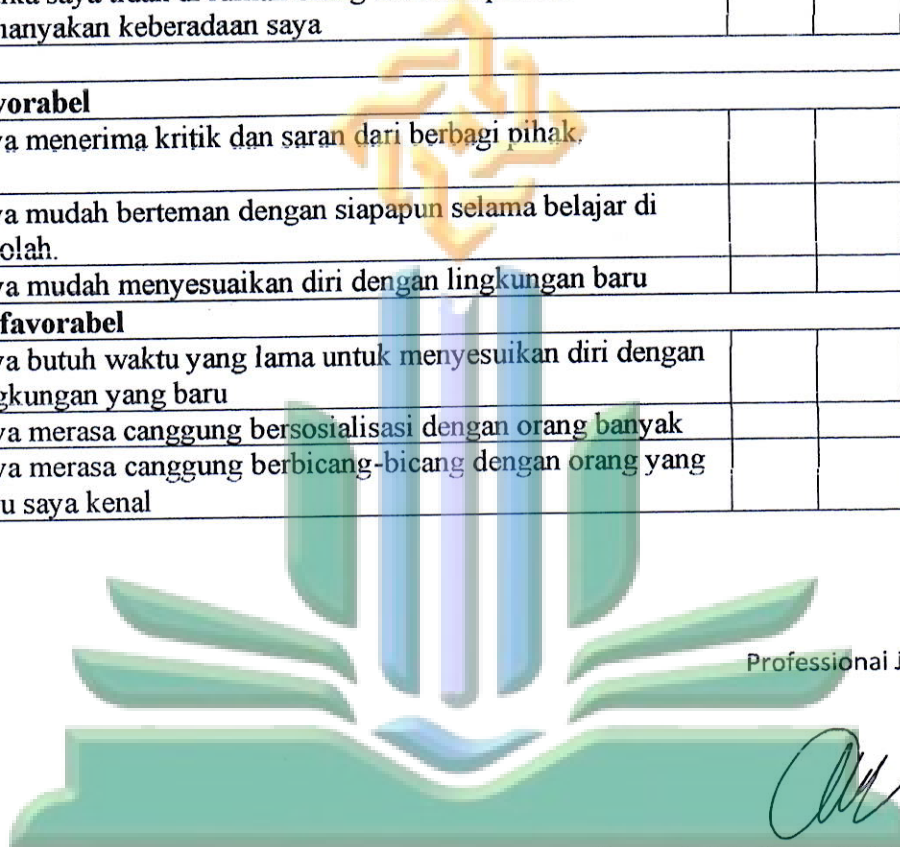 nanyakan keberadaan saya
vorabel
ya menerima kritik dan saran dari berbagi pihak.
ya mudah berteman dengan siapapun selama belajar di
olah.
ya mudah menyesuaikan diri dengan lingkungan baru
favorabel
ya butuh waktu yang lama untuk menyesuikan diri dengan
gkungan yang baru
ya merasa canggung bersosialisasi dengan orang banyak
ya merasa canggung berbicang-bicang dengan orang yang
u saya kenal
Professional J